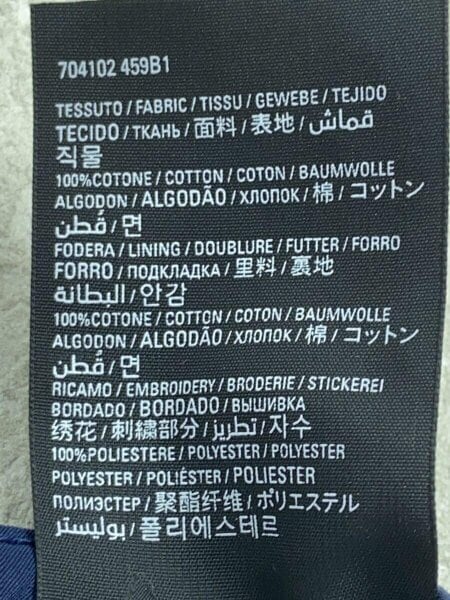 704102 459B1
TESSUTO / FABRIC / TISSU / GEWEBE / TEJIDO
TECIDO / ТКАНЬ / 面料 / 表地 / قماش /
직물
100%COTONE / COTTON / COTON / BAUMWOLLE
ALGODON / ALGODÃO / ХЛОПОК / 棉 / コットン
قُطن / 면
FODERA / LINING / DOUBLURE / FUTTER / FORRO
FORRO / ПОДКЛАДКА / 里料 / 裏地
البطانة / 안감
100%COTONE / COTTON / COTON / BAUMWOLLE
ALGODON / ALGODÃO / ХЛОПОК / 棉 / コットン
قُطن / 면
RICAMO / EMBROIDERY / BRODERIE / STICKEREI
BORDADO / BORDADO / ВЫШИВКА
绣花 / 刺繍部分 / تطريز / 자수
100%POLIESTERE / POLYESTER / POLYESTER
POLYESTER / POLIÉSTER / POLIESTER
ПОЛИЭСТЕР / 聚酯纤维 / ポリエステル
بوليستر / 폴리에스테르